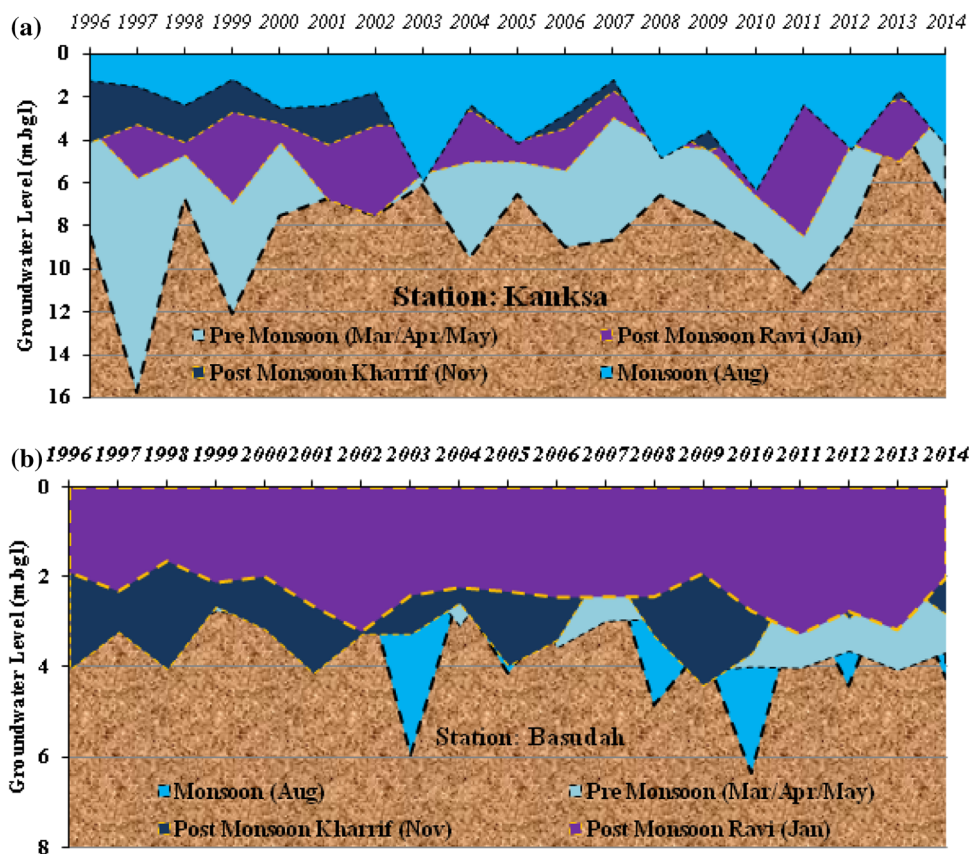 (a) 1996 1997 1998 1999 2000 2001 2002 2003 2004 2005 2006 2007 2008 2009 2010 2011 2012 2013 2014
0
2
4
6
8
10
12
14
16
Groundwater Level (m.bgl)
Station: Kanksa
Pre Monsoon (Mar/Apr/May) Post Monsoon Ravi (Jan)
Post Monsoon Kharrif (Nov) Monsoon (Aug)
(b) 1996 1997 1998 1999 2000 2001 2002 2003 2004 2005 2006 2007 2008 2009 2010 2011 2012 2013 2014
0
2
4
6
8
Groundwater Level (m.bgl)
Station: Basudah
Monsoon (Aug) Pre Monsoon (Mar/Apr/May)
Post Monsoon Kharrif (Nov) Post Monsoon Ravi (Jan)